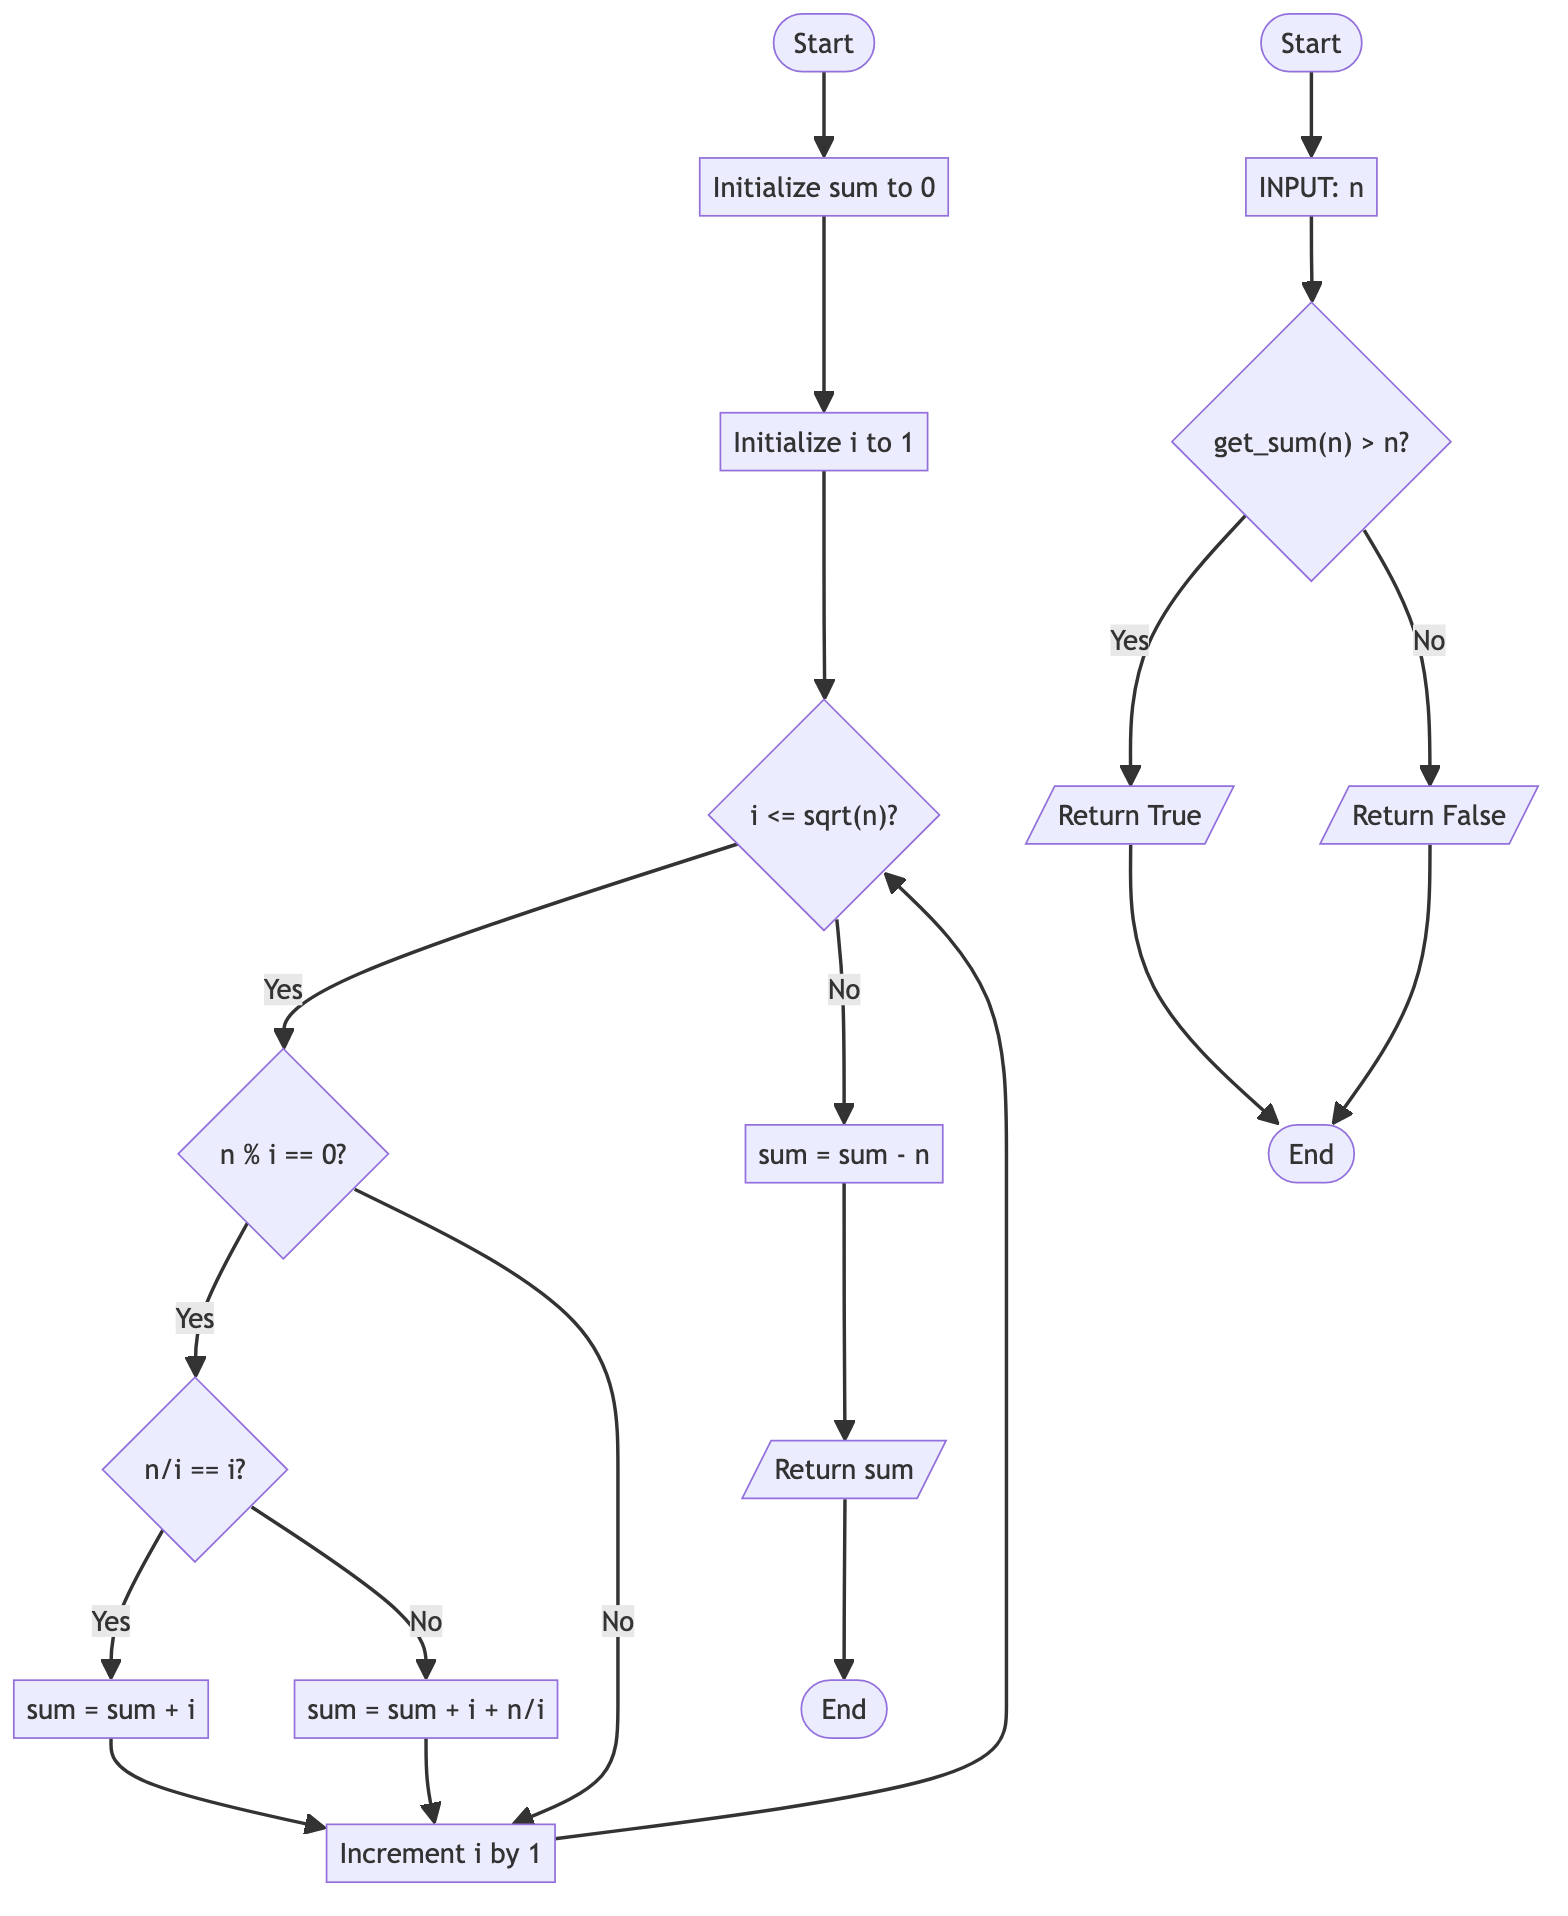 Start
Initialize sum to 0
Initialize i to 1
i <= sqrt(n)?
Yes
No
n % i == 0?
sum = sum - n
Yes
No
n/i == i?
Return sum
Yes
No
sum = sum + i
sum = sum + i + n/i
End
Increment i by 1
Start
INPUT: n
get_sum(n) > n?
Yes
No
Return True
Return False
End